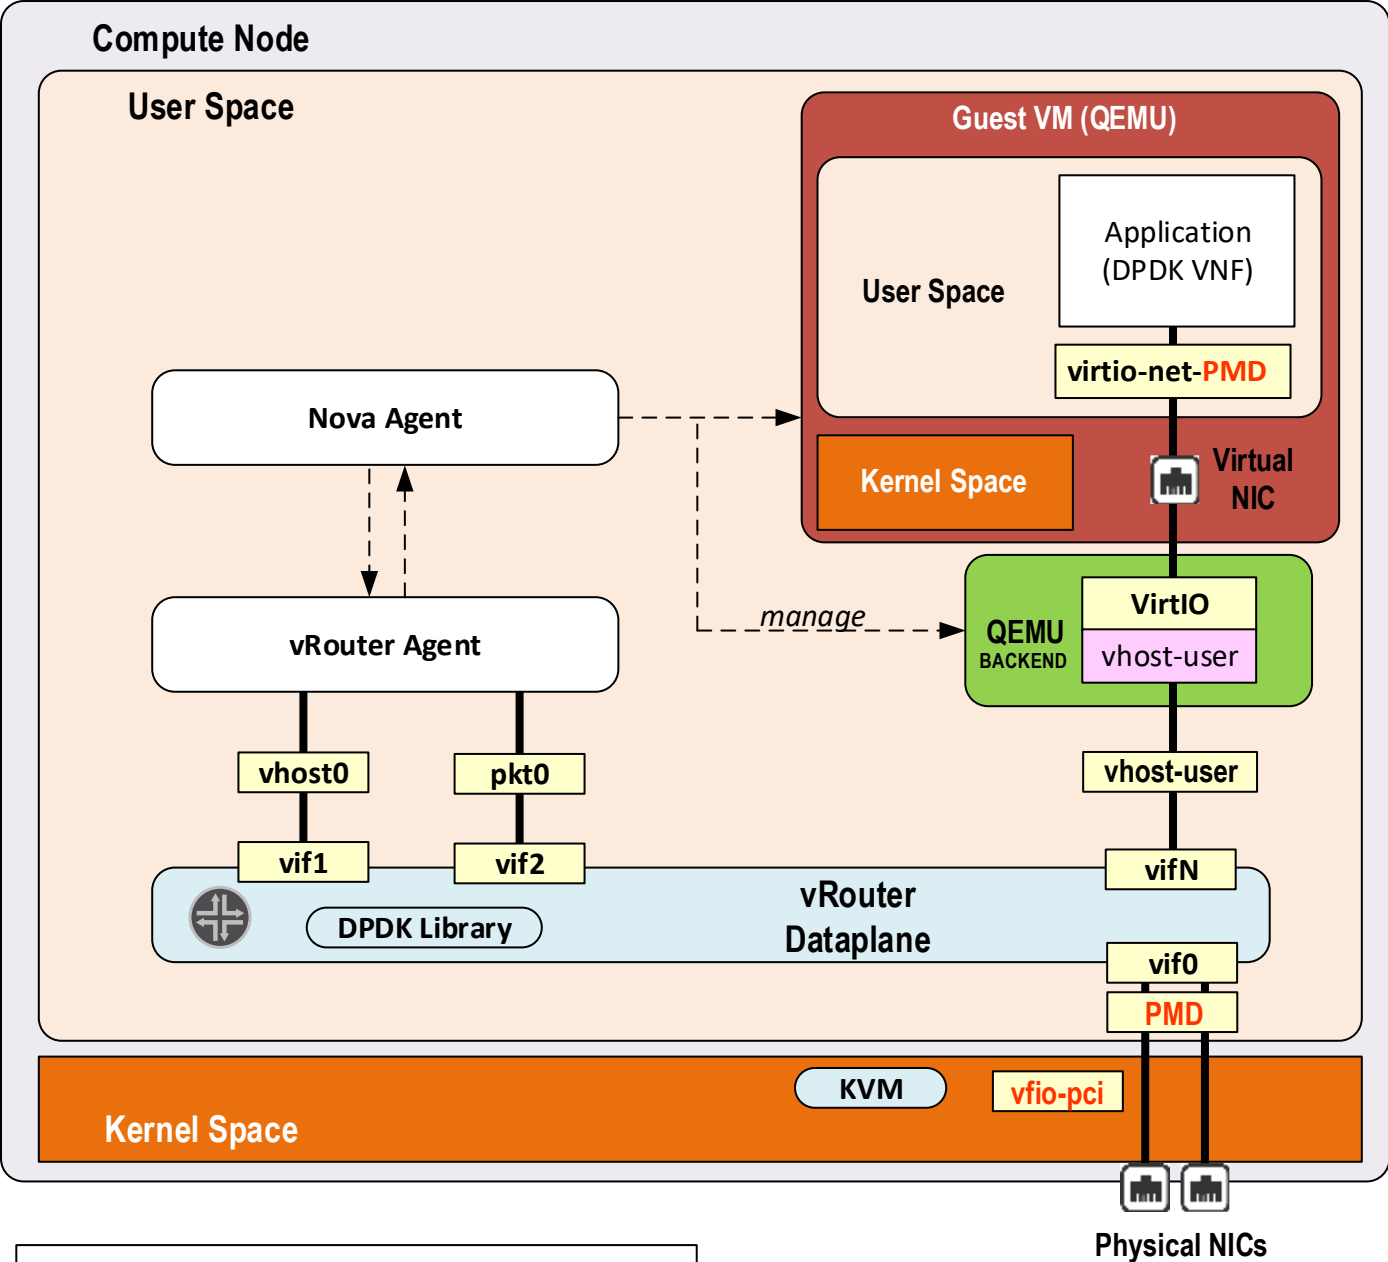 Compute Node
User Space
Guest VM (QEMU)
Application
(DPDK VNF)
User Space
virtio-net-PMD
Nova Agent
Kernel Space
Virtual
NIC
manage
VirtIO
QEMU
BACKEND
vhost-user
vRouter Agent
vhost0
pkt0
vhost-user
vif1
vif2
vifN
vRouter
Dataplane
DPDK Library
vif0
PMD
KVM
vfio-pci
Kernel Space
Physical NICs